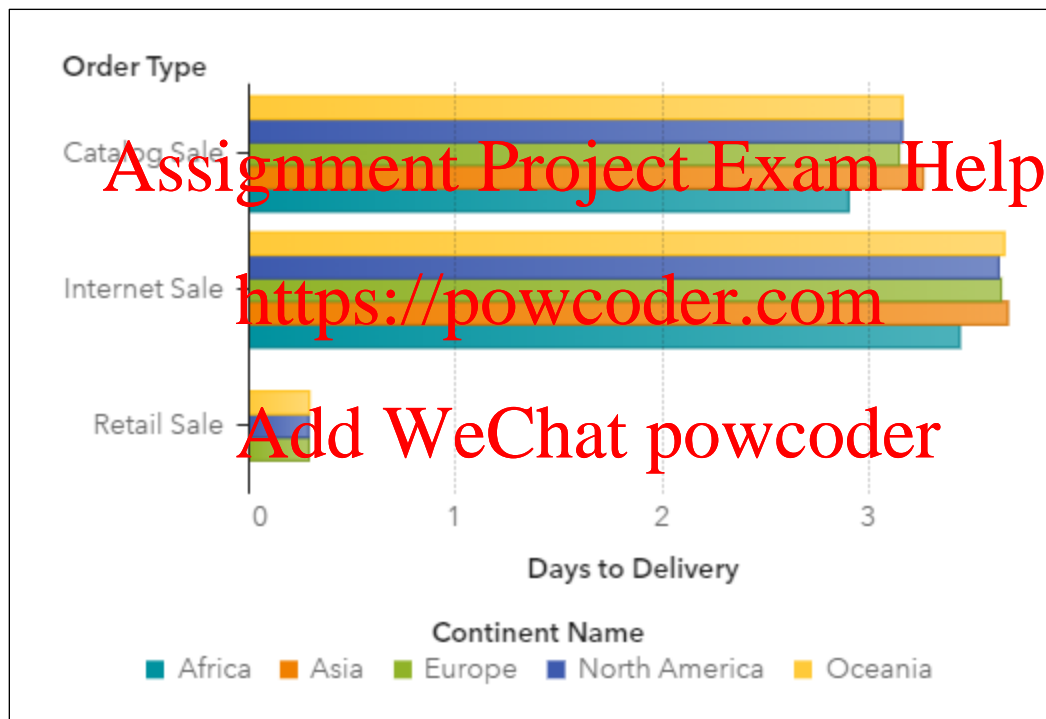 Order Type
Catalog Sale
Assignment Project Exam Help
Internet Sale
https://powcoder.com
Retail Sale
Add WeChat powcoder
0 1 2 3
Days to Delivery
Continent Name
Africa Asia Europe North America Oceania